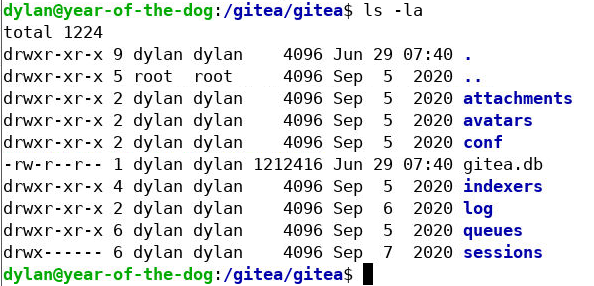 dylan@year-of-the-dog:/gitea/gitea$ ls -la
total 1224
drwxr-xr-x 9 dylan dylan    4096 Jun 29 07:40 .
drwxr-xr-x 5 root  root     4096 Sep  5  2020 ..
drwxr-xr-x 2 dylan dylan    4096 Sep  5  2020 attachments
drwxr-xr-x 2 dylan dylan    4096 Sep  5  2020 avatars
drwxr-xr-x 2 dylan dylan    4096 Sep  5  2020 conf
-rw-r--r-- 1 dylan dylan 1212416 Jun 29 07:40 gitea.db
drwxr-xr-x 4 dylan dylan    4096 Sep  5  2020 indexers
drwxr-xr-x 2 dylan dylan    4096 Sep  6  2020 log
drwxr-xr-x 6 dylan dylan    4096 Sep  5  2020 queues
drwx------ 6 dylan dylan    4096 Sep  7  2020 sessions
dylan@year-of-the-dog:/gitea/gitea$